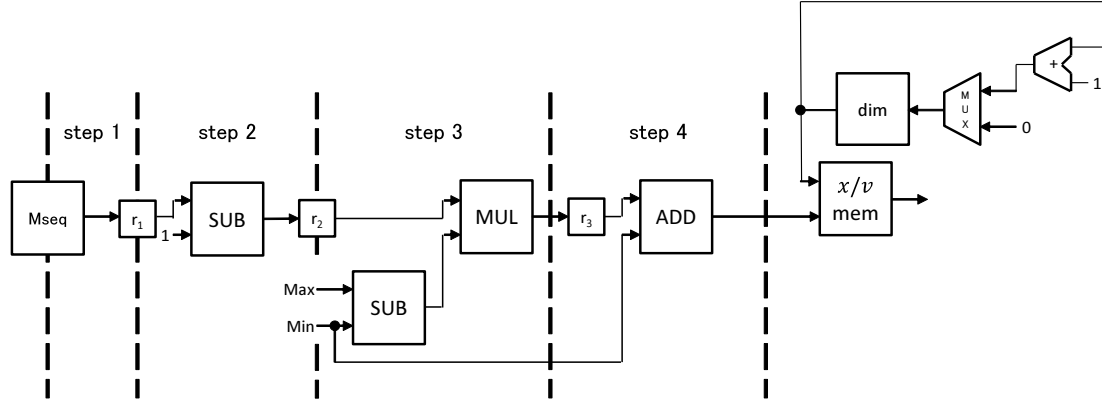 step 1
step 2
step 3
step 4
Mseq
r1
1
SUB
r2
Max
Min
SUB
MUL
r3
ADD
dim
MUX
+
1
0
x/v
mem